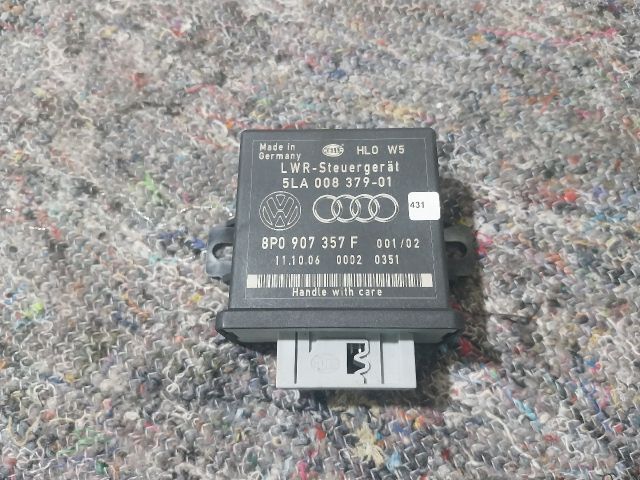 Made in
Germany
HELLA
HLO W5
LWR-Steuergerät
5LA 008 379-01
431
8P0 907 357 F 001/02
11.10.06 0002 0351
Handle with care